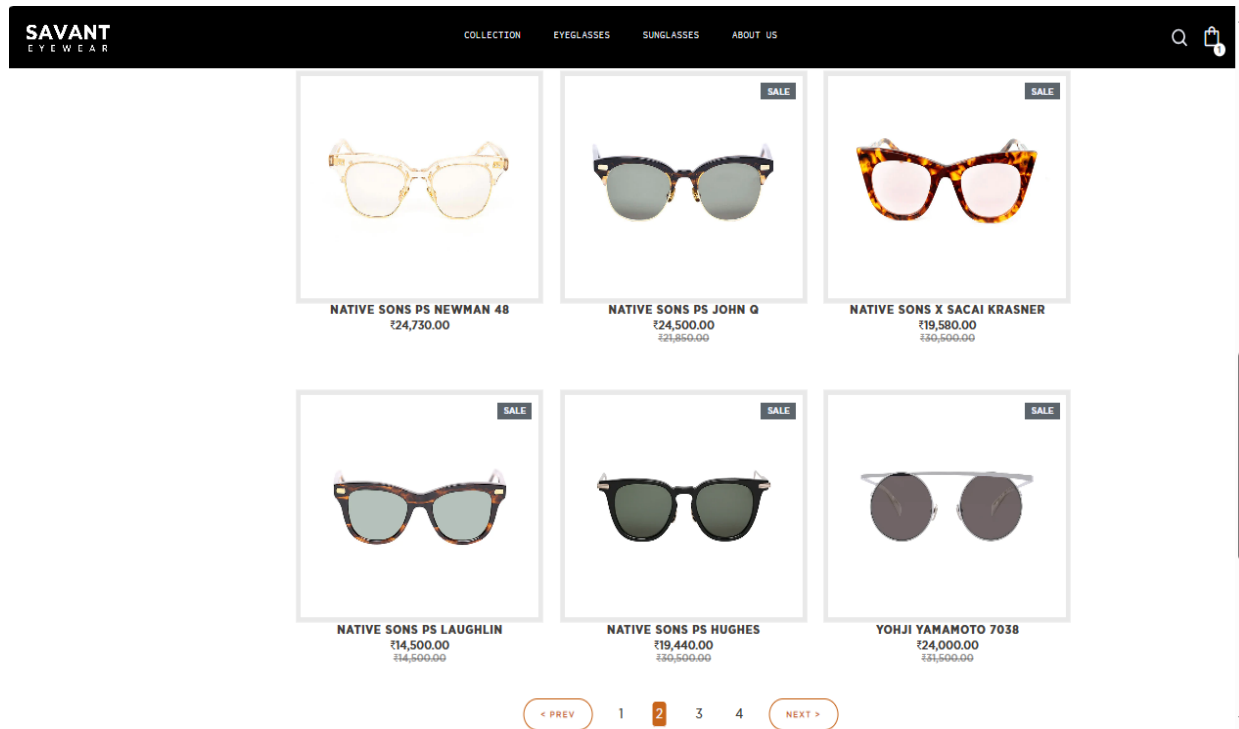 SAVANT
EYEWEAR
COLLECTION EYEGLASSES SUNGLASSES ABOUT US
1
SALE
SALE
NATIVE SONS PS NEWMAN 48
₹24,730.00
NATIVE SONS PS JOHN Q
₹24,500.00
₹21,850.00
NATIVE SONS X SACAI KRASNER
₹19,580.00
₹30,500.00
SALE
SALE
SALE
NATIVE SONS PS LAUGHLIN
₹14,500.00
₹14,500.00
NATIVE SONS PS HUGHES
₹19,440.00
₹30,500.00
YOHJI YAMAMOTO 7038
₹24,000.00
₹31,500.00
< PREV 1 2 3 4 NEXT >